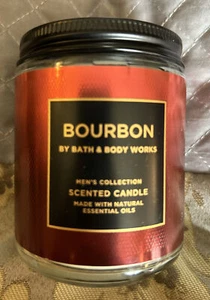 BOURBON
BY BATH & BODY WORKS
MEN'S COLLECTION
SCENTED CANDLE
MADE WITH NATURAL
ESSENTIAL OILS